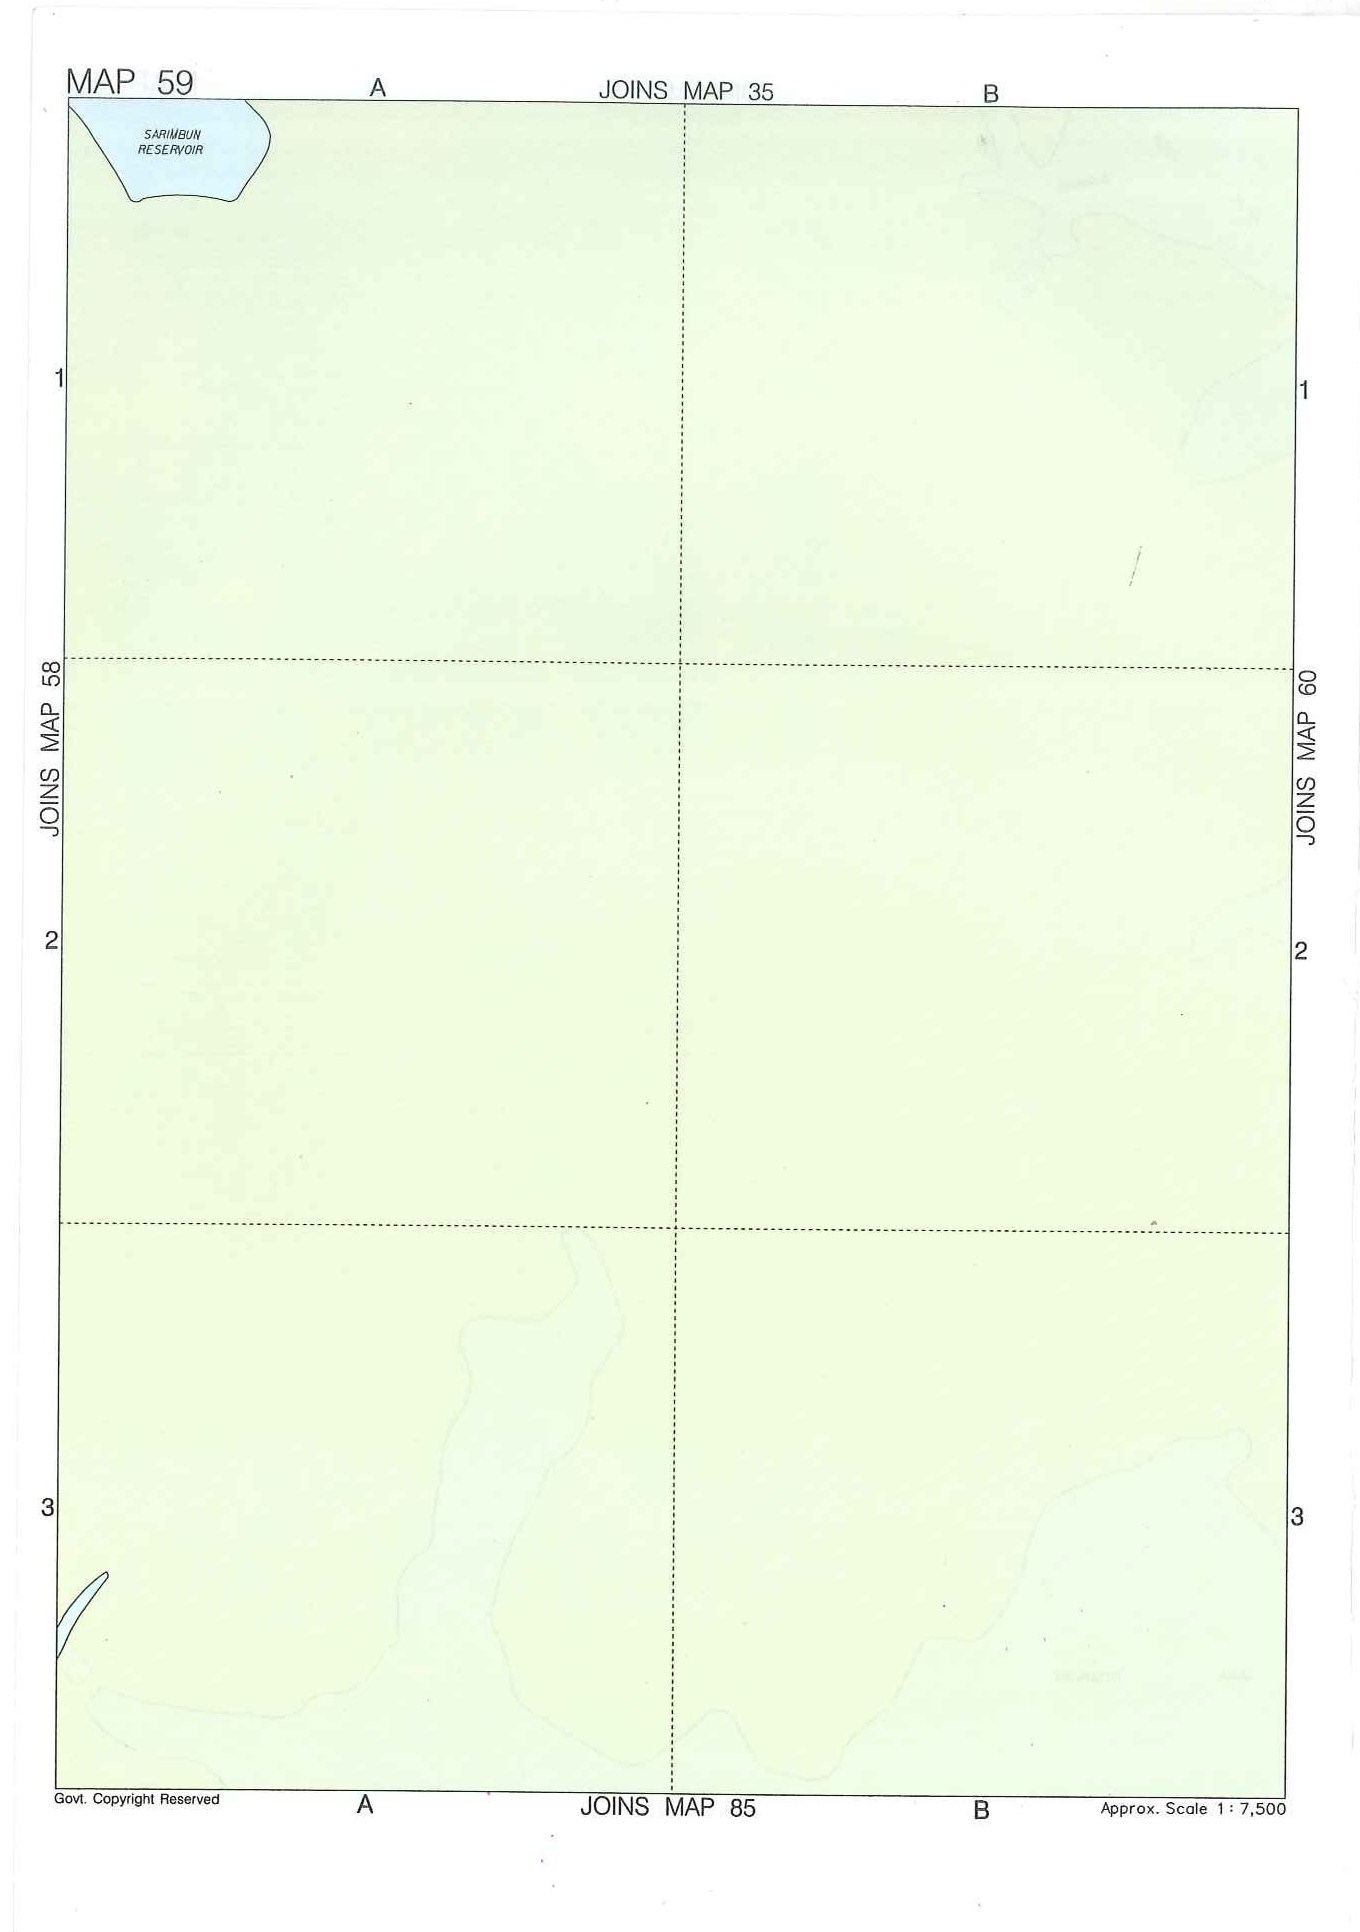 MAP 59
A
JOINS MAP 35
B
SARIMBUN
RESERVOIR
1
1
JOINS MAP 58
JOINS MAP 60
2
2
3
3
Govt. Copyright Reserved
A
JOINS MAP 85
B
Approx. Scale 1 : 7,500